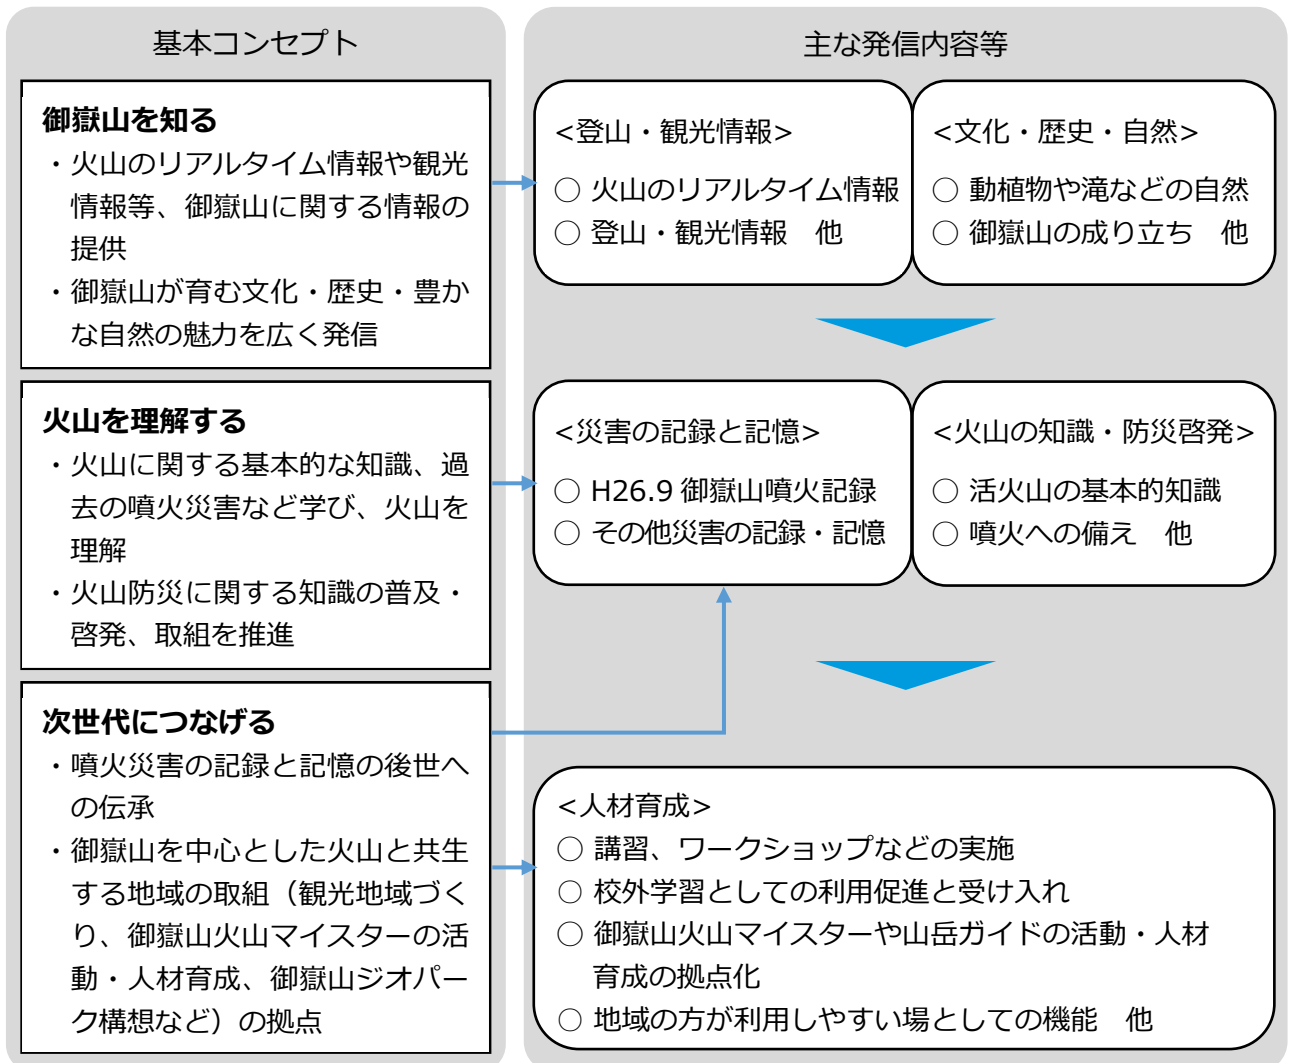 基本コンセプト
御嶽山を知る
・火山のリアルタイム情報や観光
情報等、御嶽山に関する情報の
提供
・御嶽山が育む文化・歴史・豊か
な自然の魅力を広く発信
火山を理解する
・火山に関する基本的な知識、過
去の噴火災害など学び、火山を
理解
・火山防災に関する知識の普及・
啓発、取組を推進
次世代につなげる
・噴火災害の記録と記憶の後世へ
の伝承
・御嶽山を中心とした火山と共生
する地域の取組（観光地域づく
り、御嶽山火山マイスターの活
動・人材育成、御嶽山ジオパー
ク構想など）の拠点
主な発信内容等
<登山・観光情報>
○ 火山のリアルタイム情報
○ 登山・観光情報　他
<文化・歴史・自然>
○ 動植物や滝などの自然
○ 御嶽山の成り立ち　他
<災害の記録と記憶>
○ H26.9 御嶽山噴火記録
○ その他災害の記録・記憶
<火山の知識・防災啓発>
○ 活火山の基本的知識
○ 噴火への備え　他
<人材育成>
○ 講習、ワークショップなどの実施
○ 校外学習としての利用促進と受け入れ
○ 御嶽山火山マイスターや山岳ガイドの活動・人材
育成の拠点化
○ 地域の方が利用しやすい場としての機能　他